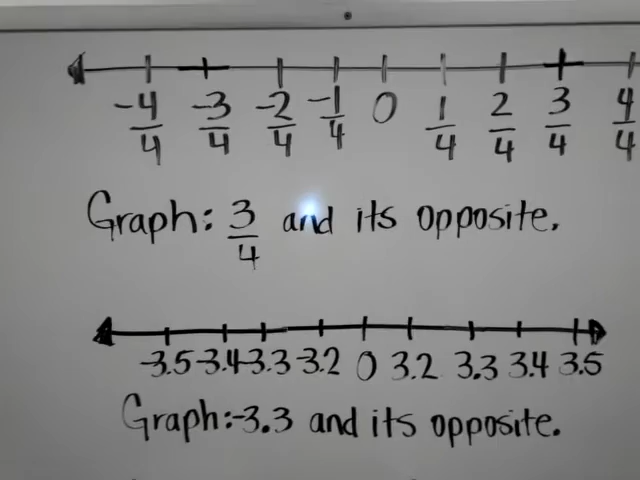 -4/4 -3/4 -2/4 -1/4 0 1/4 2/4 3/4 4/4
Graph: 3/4 and its opposite.
-3.5 -3.4 -3.3 -3.2 0 3.2 3.3 3.4 3.5
Graph: -3.3 and its opposite.